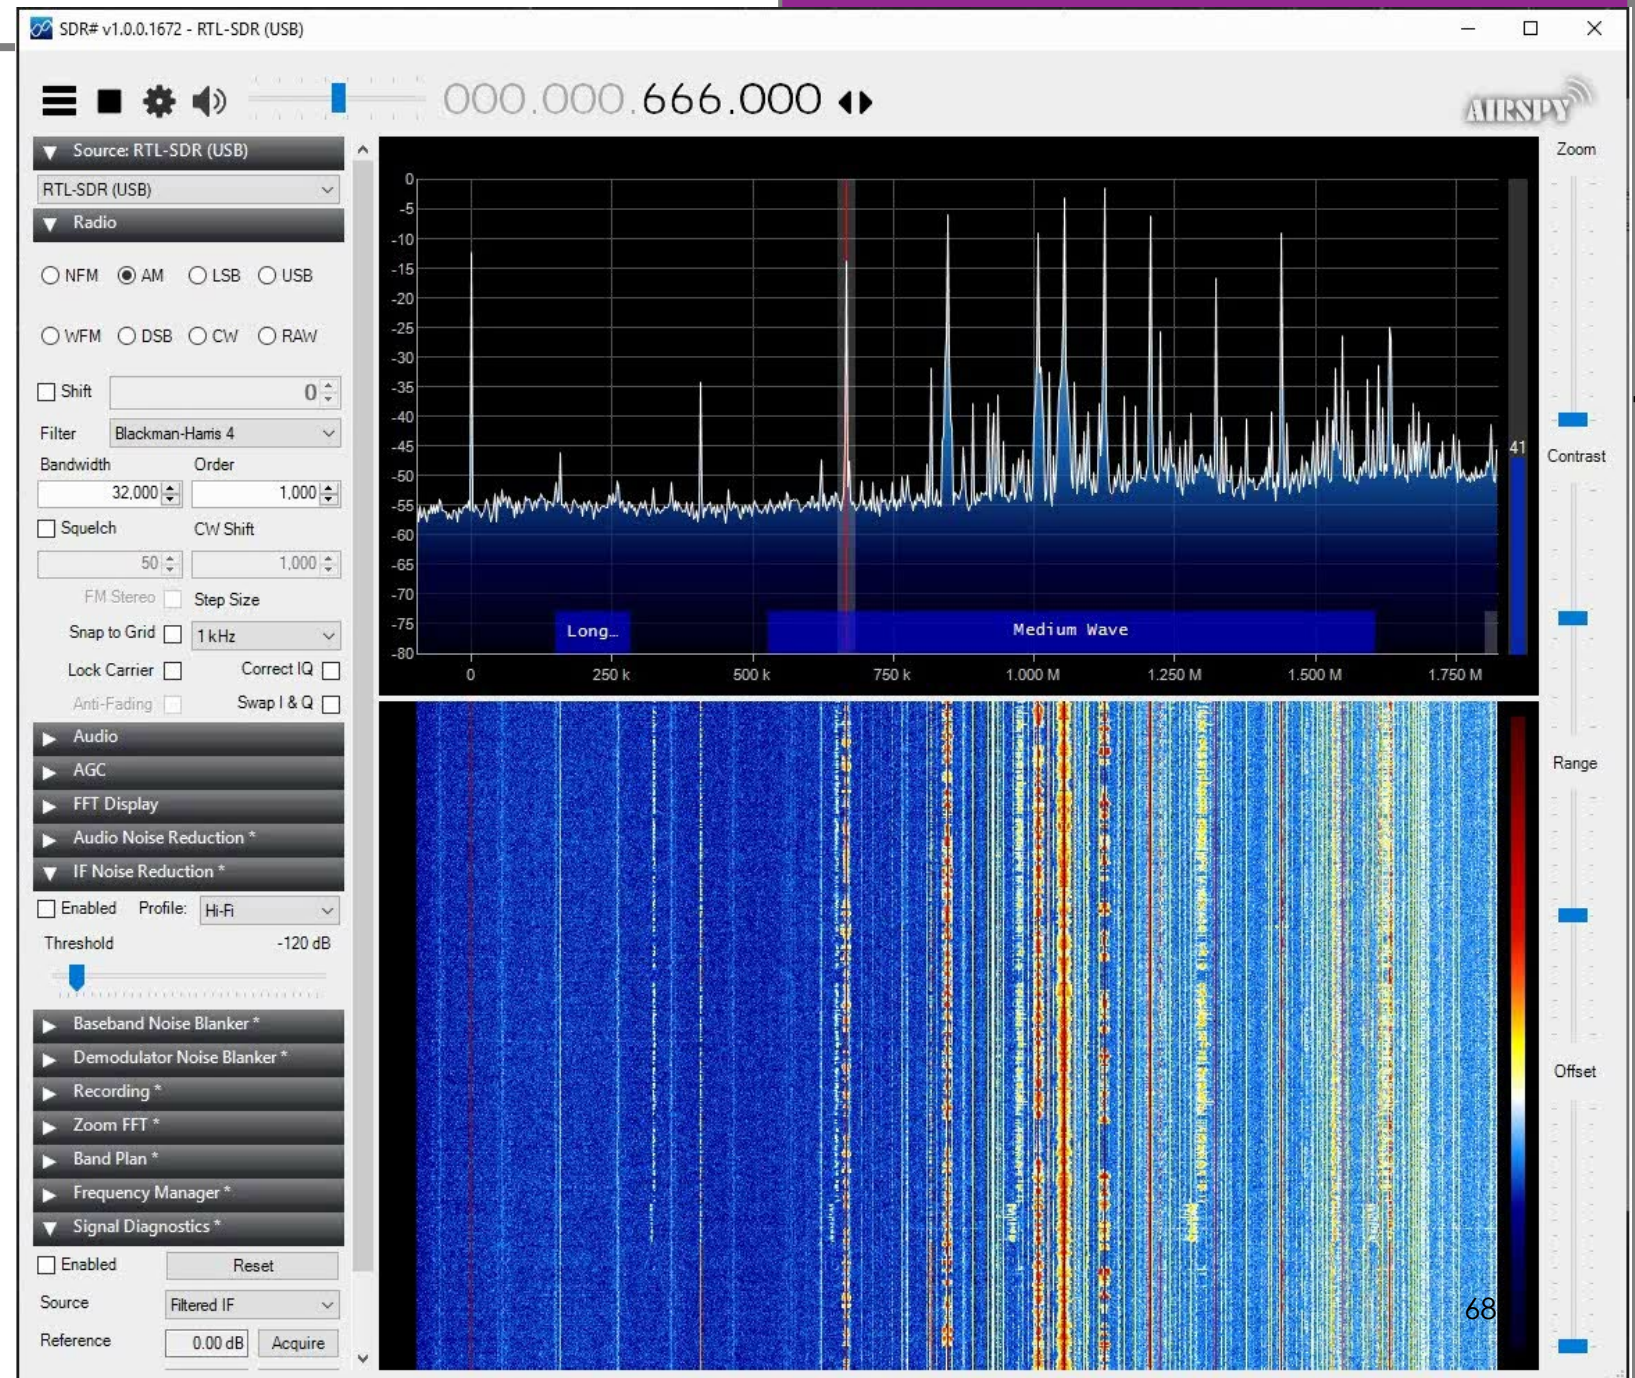 SDR# v1.0.0.1672 - RTL-SDR (USB)
000.000.666.000
AIRSPY
Source: RTL-SDR (USB)
RTL-SDR (USB)
Radio
NFM AM LSB USB
WFM DSB CW RAW
Shift 0
Filter Blackman-Harris 4
Bandwidth Order
32,000 1,000
Squelch CW Shift
50 1,000
FM Stereo Step Size
Snap to Grid 1 kHz
Lock Carrier Correct IQ
Anti-Fading Swap I & Q
Audio
AGC
FFT Display
Audio Noise Reduction *
IF Noise Reduction *
Enabled Profile: Hi-Fi
Threshold -120 dB
Baseband Noise Blanker *
Demodulator Noise Blanker *
Recording *
Zoom FFT *
Band Plan *
Frequency Manager *
Signal Diagnostics *
Enabled Reset
Source Filtered IF
Reference 0.00 dB Acquire
0
-5
-10
-15
-20
-25
-30
-35
-40
-45
-50
-55
-60
-65
-70
-75
-80
Long… Medium Wave
0 250 k 500 k 750 k 1.000 M 1.250 M 1.500 M 1.750 M
41
68
Zoom
Contrast
Range
Offset